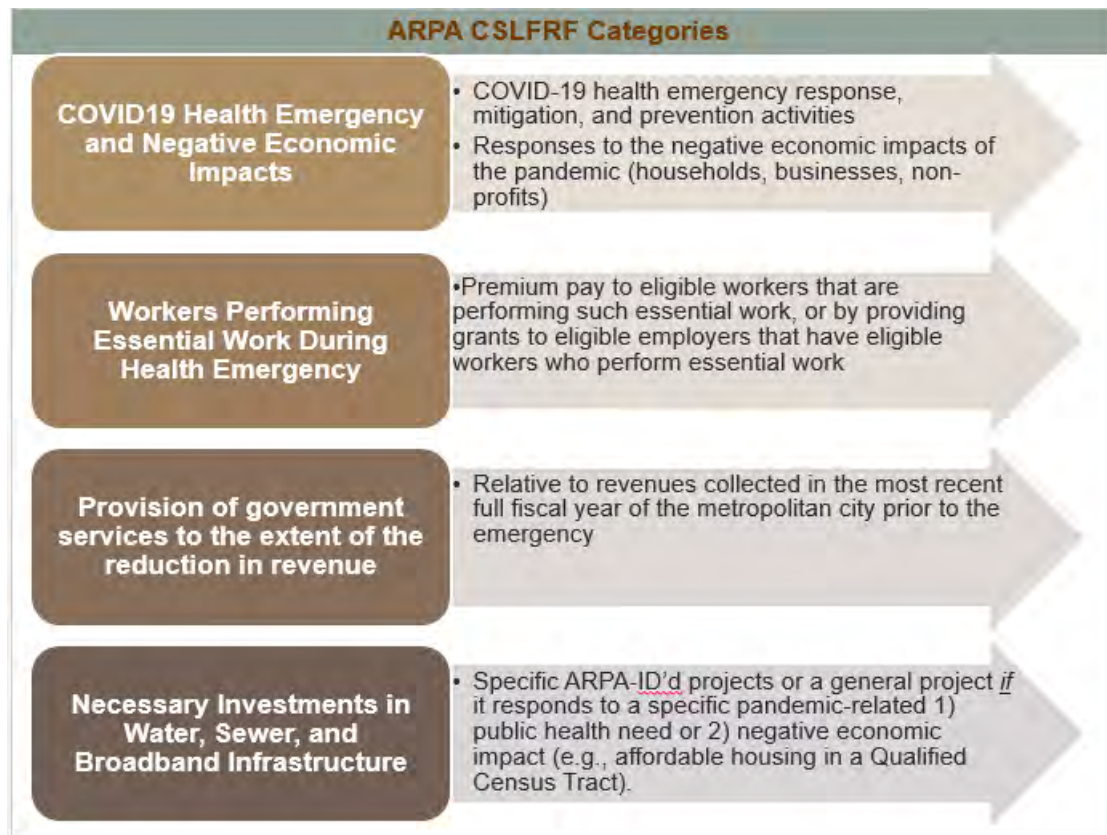 ARPA CSLFRF Categories
COVID19 Health Emergency
and Negative Economic
Impacts
• COVID-19 health emergency response,
mitigation, and prevention activities
• Responses to the negative economic impacts of
the pandemic (households, businesses, non-
profits)
Workers Performing
Essential Work During
Health Emergency
•Premium pay to eligible workers that are
performing such essential work, or by providing
grants to eligible employers that have eligible
workers who perform essential work
Provision of government
services to the extent of the
reduction in revenue
• Relative to revenues collected in the most recent
full fiscal year of the metropolitan city prior to the
emergency
Necessary Investments in
Water, Sewer, and
Broadband Infrastructure
• Specific ARPA-ID’d projects or a general project if
it responds to a specific pandemic-related 1)
public health need or 2) negative economic
impact (e.g., affordable housing in a Qualified
Census Tract).